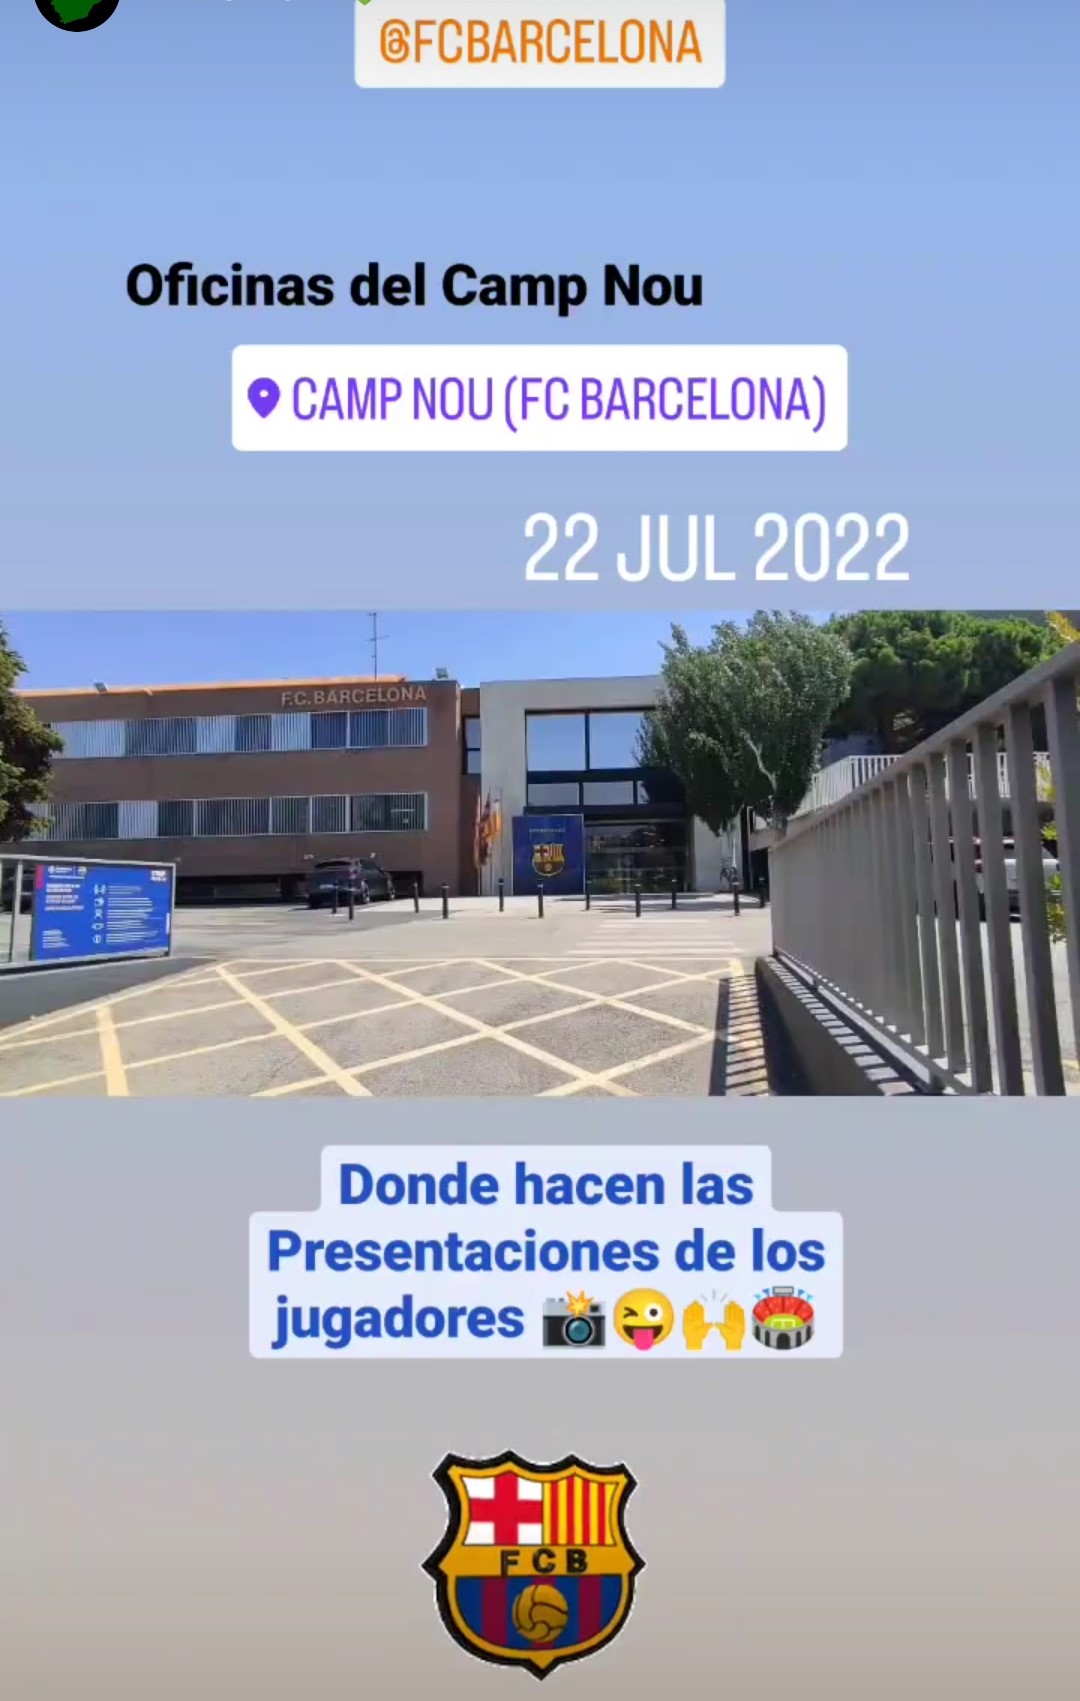 @FCBARCELONA
Oficinas del Camp Nou
CAMP NOU (FC BARCELONA)
22 JUL 2022
F.C.BARCELONA
Donde hacen las
Presentaciones de los
jugadores 📸😜🙌🏟️
FCB